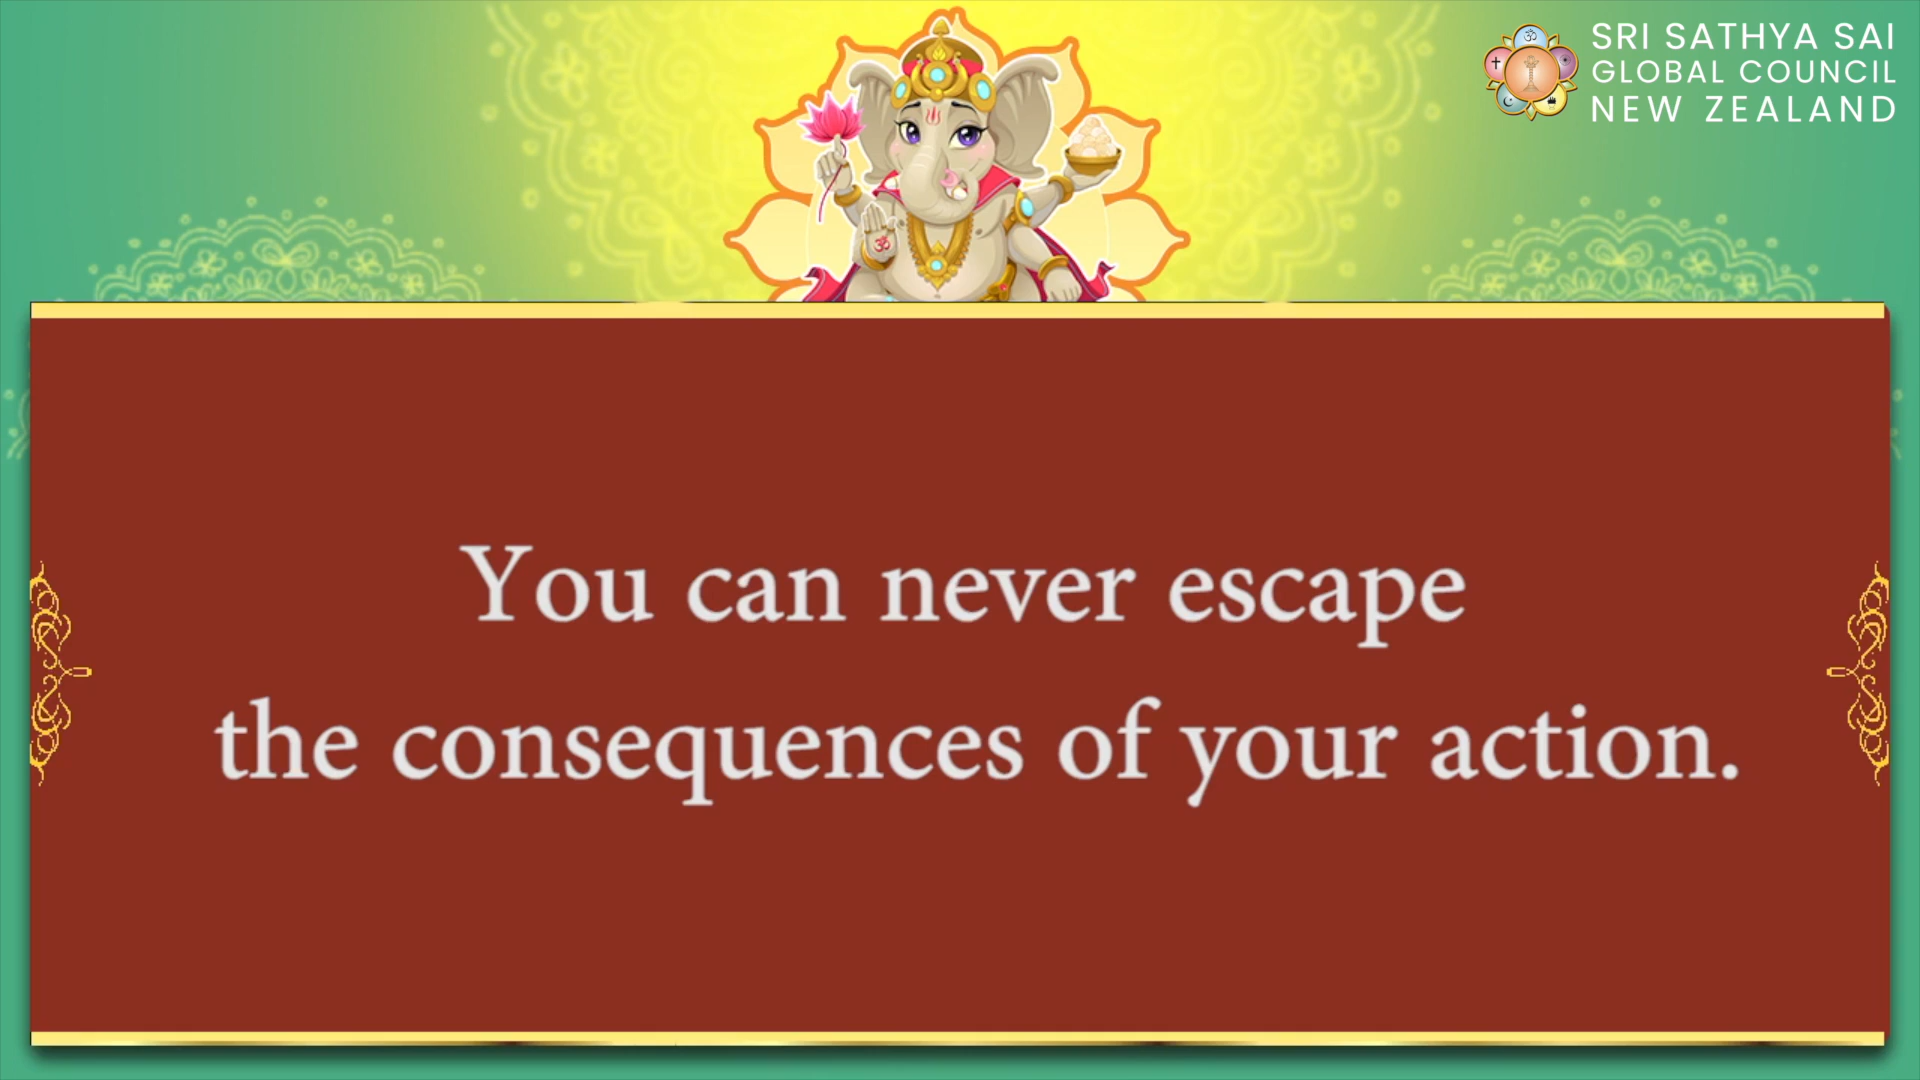 SRI SATHYA SAI
GLOBAL COUNCIL
NEW ZEALAND
ॐ
ॐ
You can never escape
the consequences of your action.